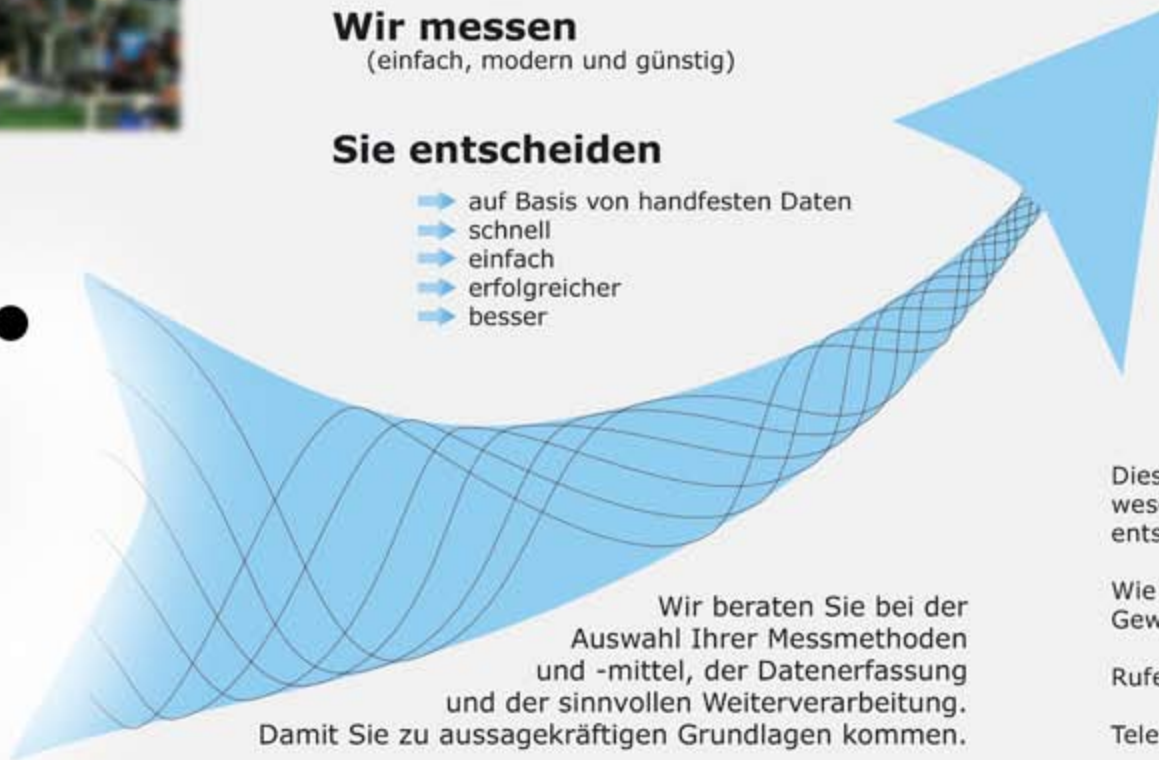 Wir messen
(einfach, modern und günstig)
Sie entscheiden
auf Basis von handfesten Daten
schnell
einfach
erfolgreicher
besser
Wir beraten Sie bei der
Auswahl Ihrer Messmethoden
und -mittel, der Datenerfassung
und der sinnvollen Weiterverarbeitung.
Damit Sie zu aussagekräftigen Grundlagen kommen.
Wie